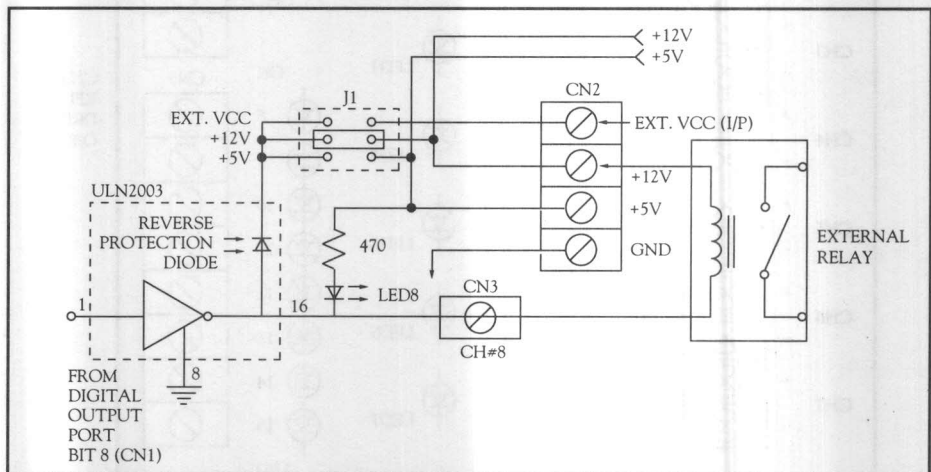 +12V
+5V
J1
CN2
EXT. VCC
+12V
+5V
EXT. VCC (I/P)
+12V
+5V
GND
ULN2003
REVERSE
PROTECTION
DIODE
470
LED8
EXTERNAL
RELAY
1
16
CN3
CH#8
8
FROM
DIGITAL
OUTPUT
PORT
BIT 8 (CN1)